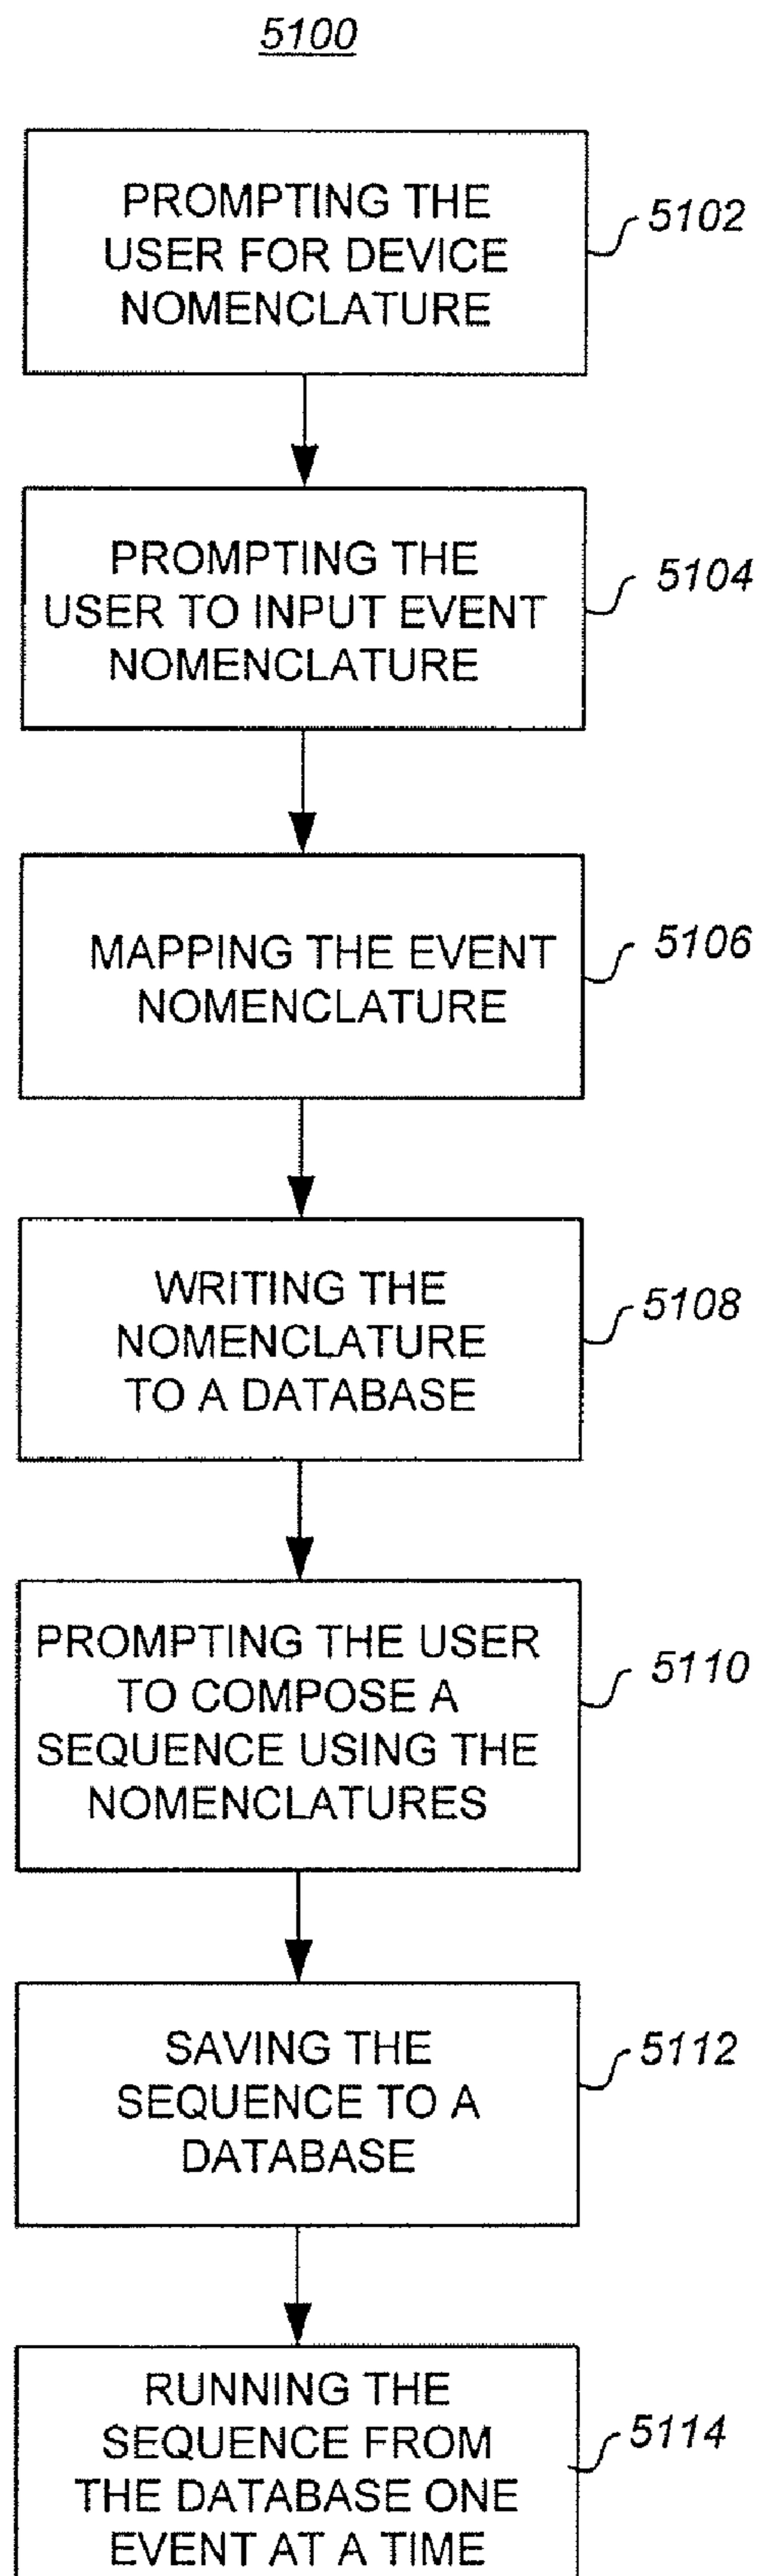 5100
PROMPTING THE
USER FOR DEVICE
NOMENCLATURE
5102
PROMPTING THE
USER TO INPUT EVENT
NOMENCLATURE
5104
MAPPING THE EVENT
NOMENCLATURE
5106
WRITING THE
NOMENCLATURE
TO A DATABASE
5108
PROMPTING THE USER
TO COMPOSE A
SEQUENCE USING THE
NOMENCLATURES
5110
SAVING THE
SEQUENCE TO A
DATABASE
5112
RUNNING THE
SEQUENCE FROM
THE DATABASE ONE
EVENT AT A TIME
5114